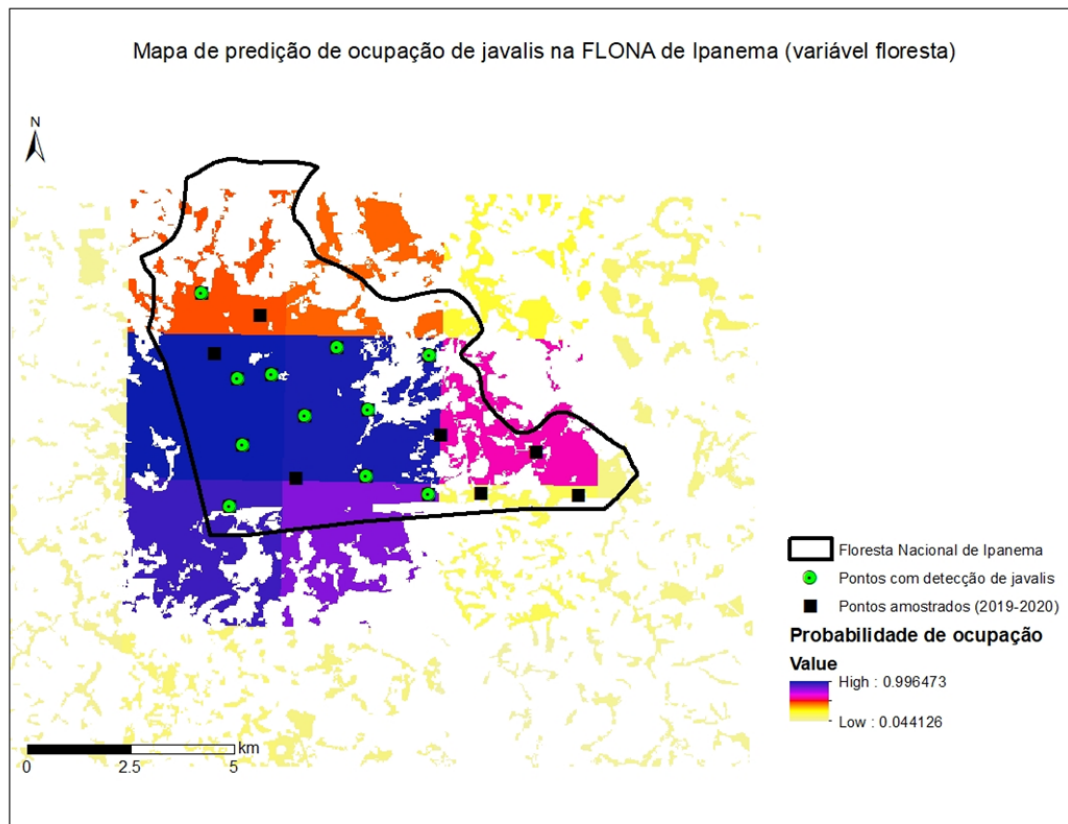 Mapa de predição de ocupação de javalis na FLONA de Ipanema (variável floresta)
N
Floresta Nacional de Ipanema
Pontos com detecção de javalis
Pontos amostrados (2019-2020)
Probabilidade de ocupação
Value
High : 0.996473
Low : 0.044126
km
0 2.5 5